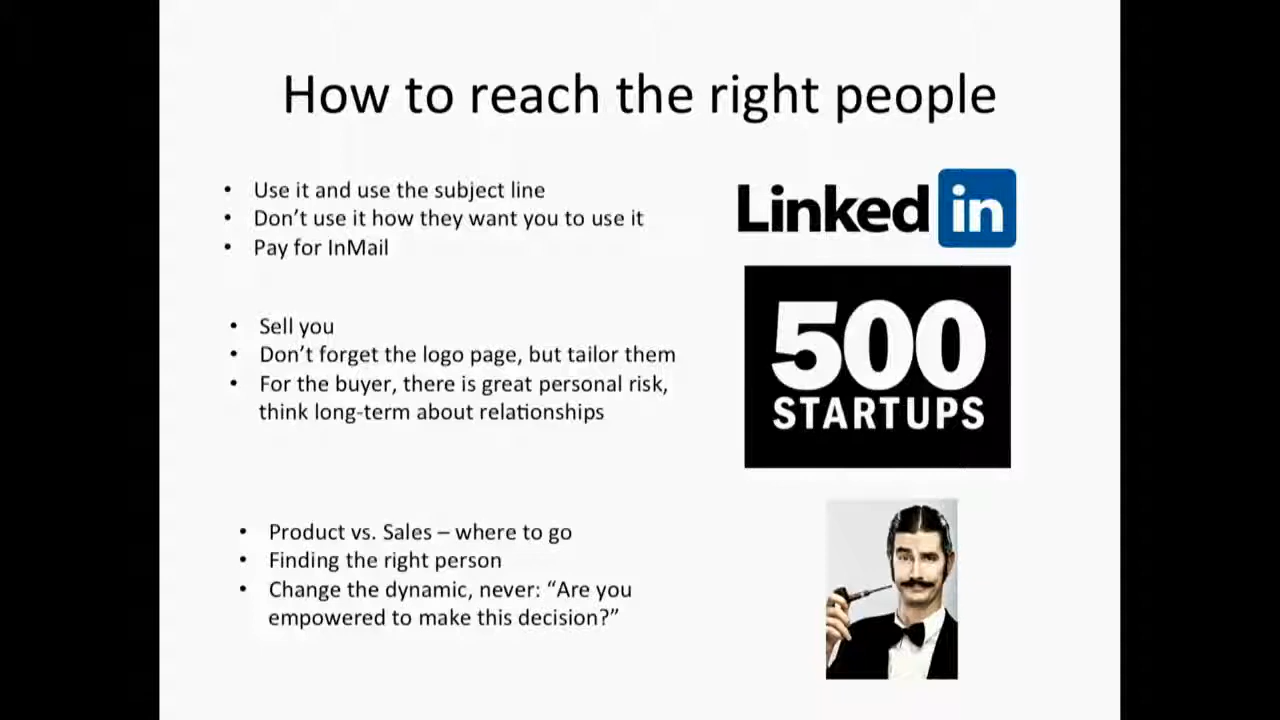 How to reach the right people
• Use it and use the subject line
• Don’t use it how they want you to use it
• Pay for InMail
Linked in
• Sell you
• Don’t forget the logo page, but tailor them
• For the buyer, there is great personal risk,
think long-term about relationships
500
STARTUPS
• Product vs. Sales – where to go
• Finding the right person
• Change the dynamic, never: “Are you
empowered to make this decision?”